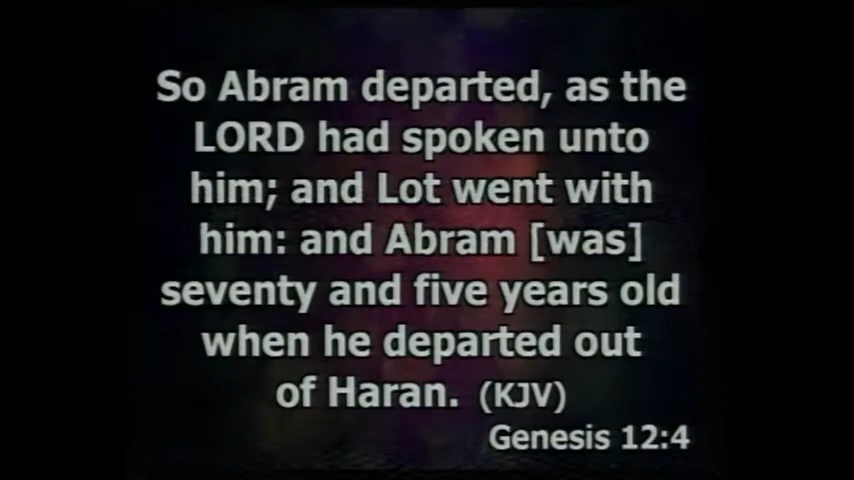 So Abram departed, as the
LORD had spoken unto
him; and Lot went with
him: and Abram [was]
seventy and five years old
when he departed out
of Haran. (KJV)
Genesis 12:4